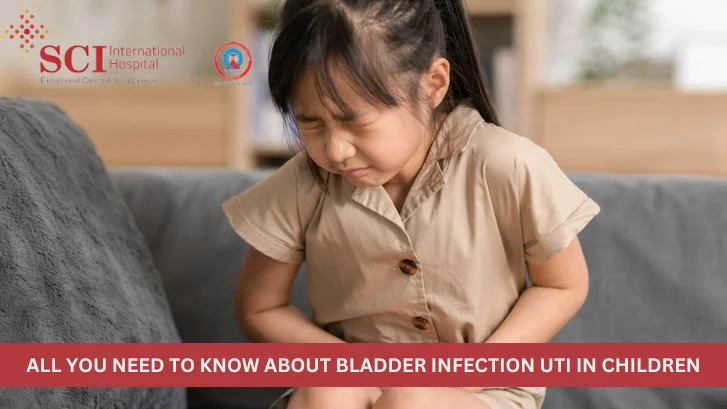 SCI International
Hospital
ALL YOU NEED TO KNOW ABOUT BLADDER INFECTION UTI IN CHILDREN